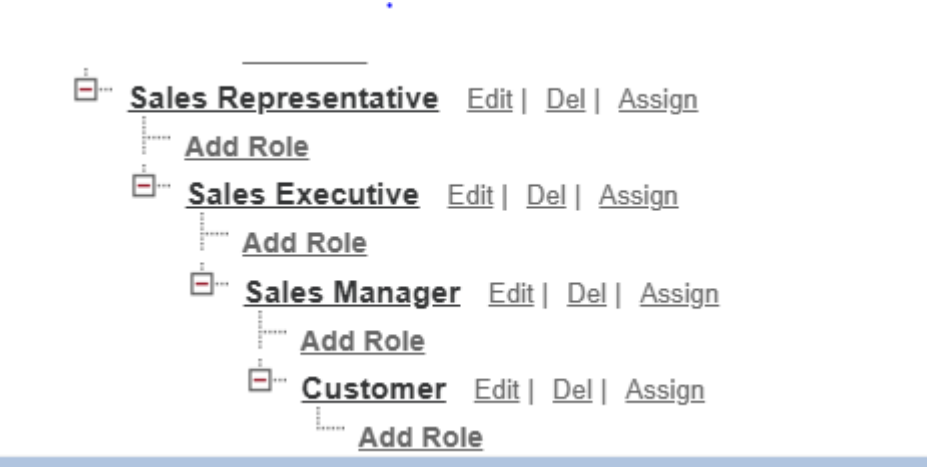 Sales Representative Edit | Del | Assign
Add Role
Sales Executive Edit | Del | Assign
Add Role
Sales Manager Edit | Del | Assign
Add Role
Customer Edit | Del | Assign
Add Role